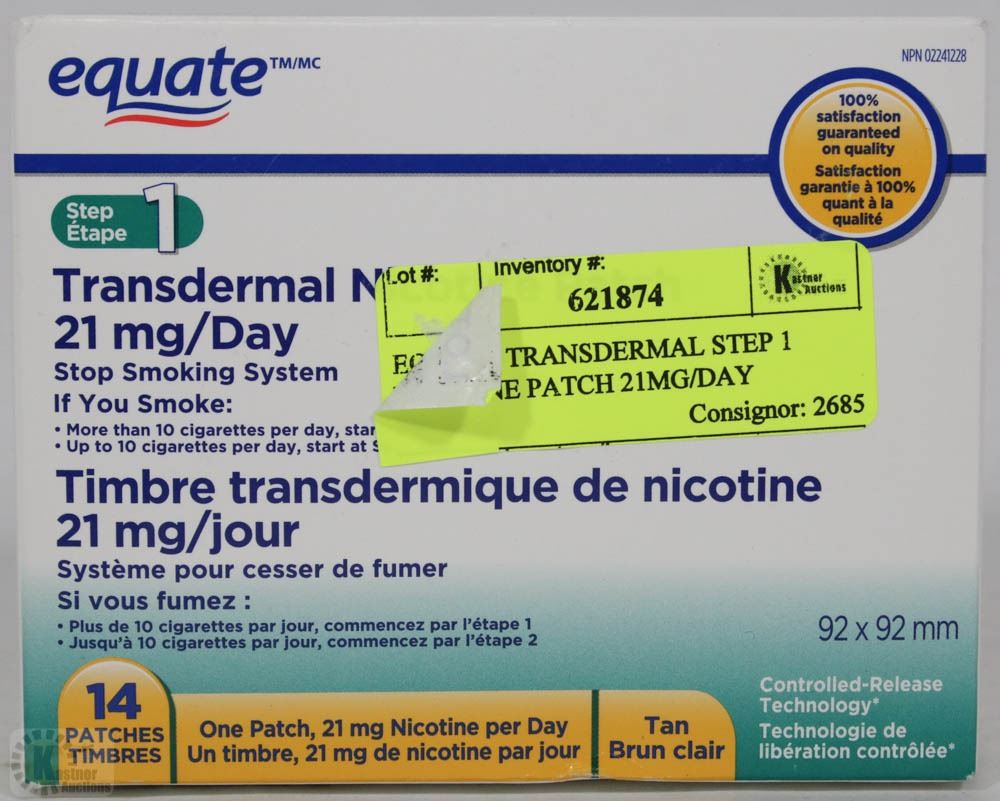 equate™/MC
NPN 02241228
100%
satisfaction
guaranteed
on quality
Satisfaction
garantie à 100%
quant à la
qualité
Step
Étape
1
Transdermal N
21 mg/Day
Stop Smoking System
If You Smoke:
• More than 10 cigarettes per day, star
• Up to 10 cigarettes per day, start at S
Lot #:
Inventory #:
621874
Kastner
Auctions
TRANSDERMAL STEP 1
NE PATCH 21MG/DAY
Consignor: 2685
Timbre transdermique de nicotine
21 mg/jour
Système pour cesser de fumer
Si vous fumez :
• Plus de 10 cigarettes par jour, commencez par l'étape 1
• Jusqu'à 10 cigarettes par jour, commencez par l'étape 2
92 x 92 mm
14
PATCHES
TIMBRES
One Patch, 21 mg Nicotine per Day
Un timbre, 21 mg de nicotine par jour
Tan
Brun clair
Controlled-Release
Technology*
Technologie de
libération contrôlée*
Kastner
Auctions